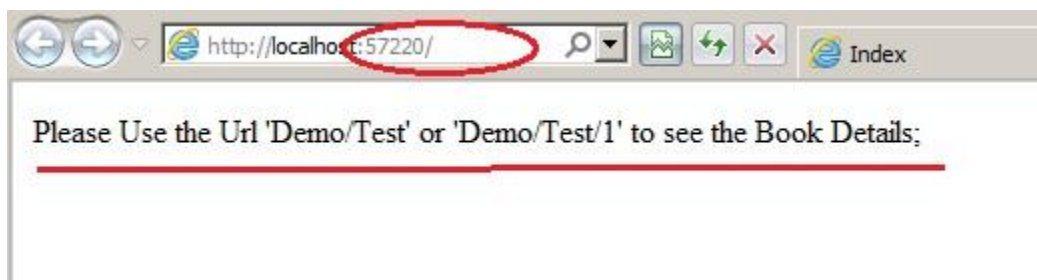 http://localhost:57220/
Index
Please Use the Url 'Demo/Test' or 'Demo/Test/1' to see the Book Details;